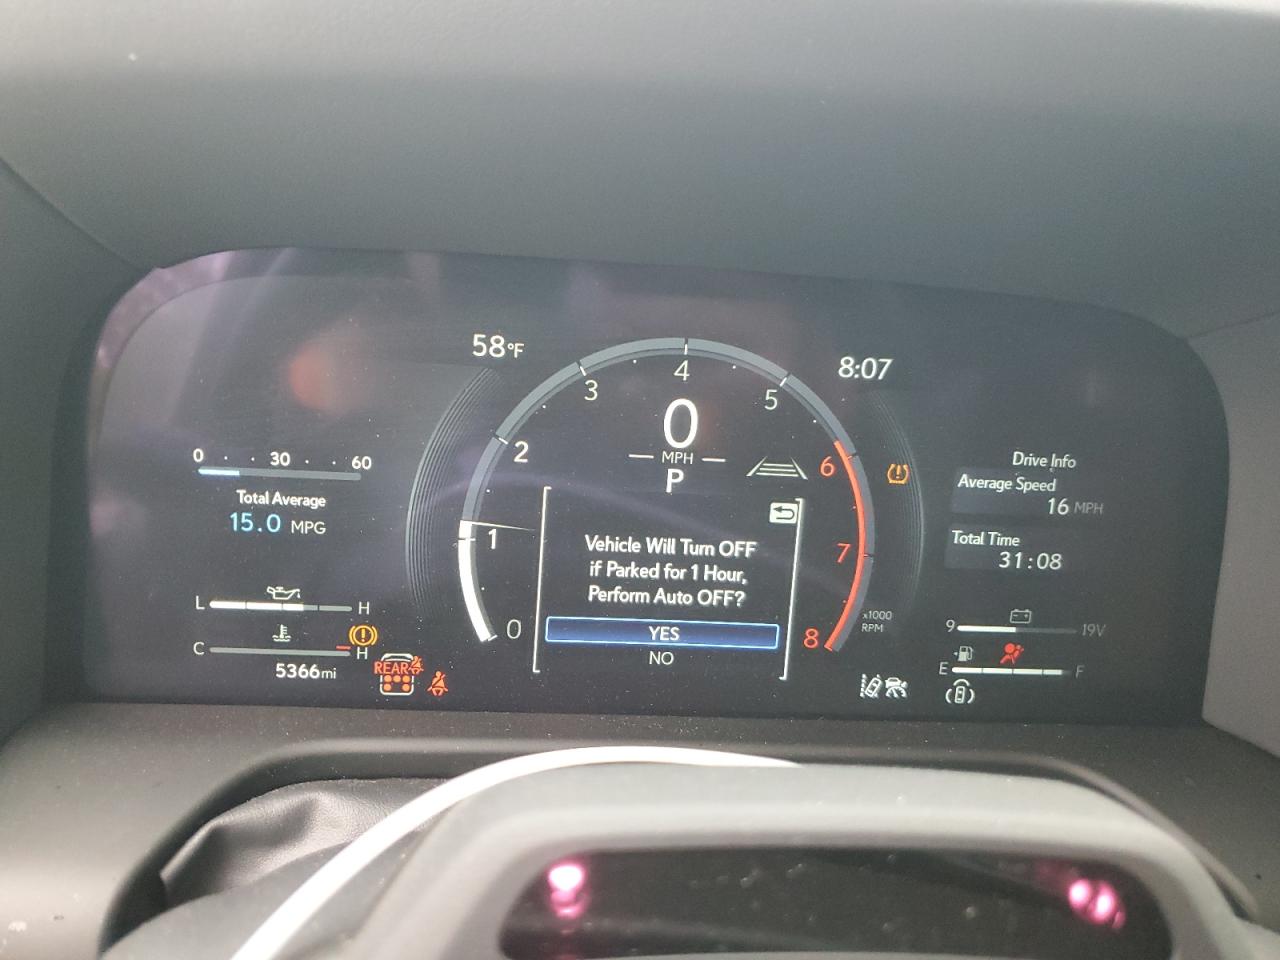 58°F
8:07
0 30 60
Total Average
15.0 MPG
L H
C H
5366mi
REAR
0
1
2
3
4
5
6
7
8
x1000
RPM
0
MPH
P
Vehicle Will Turn OFF
if Parked for 1 Hour,
Perform Auto OFF?
YES
NO
Drive Info
Average Speed
16 MPH
Total Time
31:08
9 19V
E F